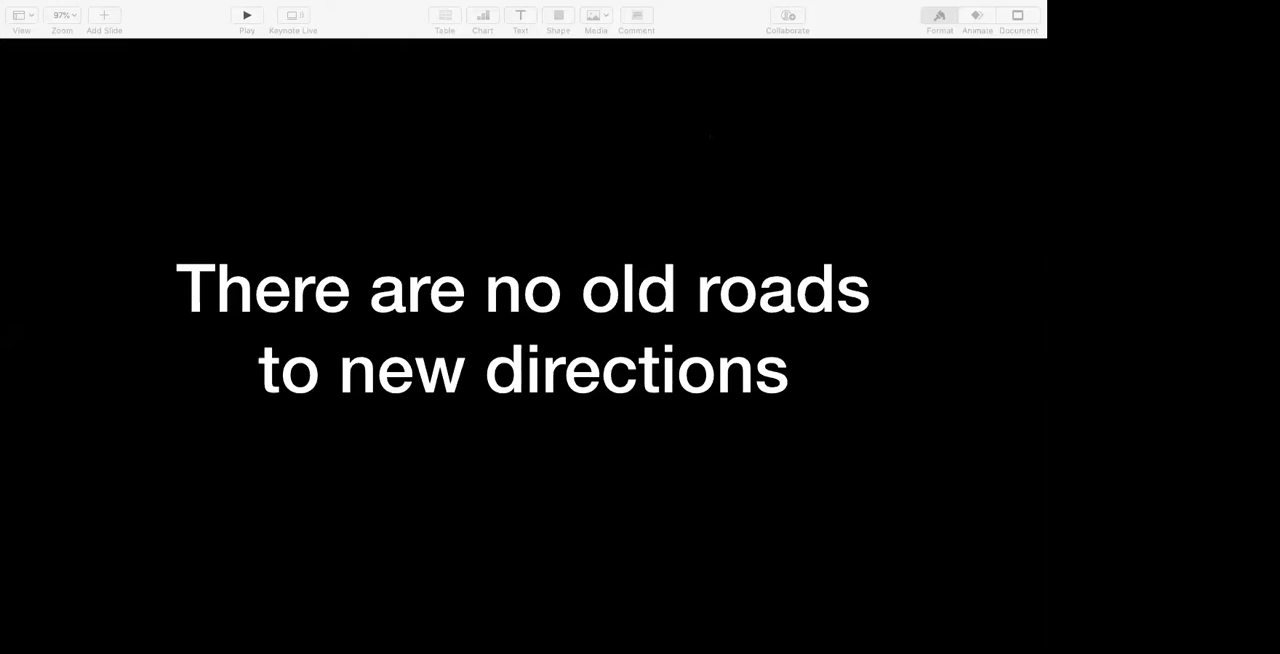 97%
View Zoom Add Slide Play Keynote Live Table Chart Text Shape Media Comment Collaborate Format Animate Document
There are no old roads
to new directions